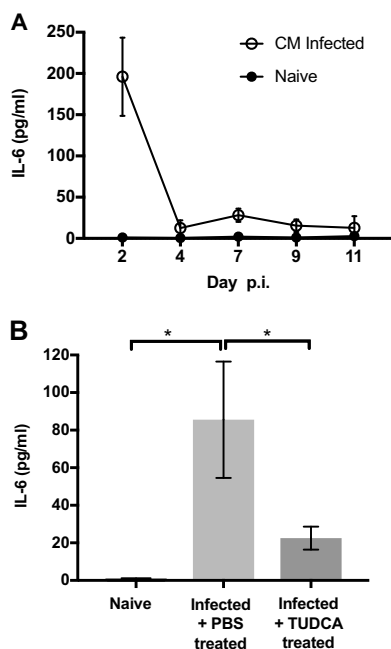 A
CM Infected
Naive
IL-6 (pg/ml)
250
200
150
100
50
0
2 4 7 9 11
Day p.i.
B
* *
IL-6 (pg/ml)
120
100
80
60
40
20
0
Naive Infected Infected
+ PBS + TUDCA
treated treated